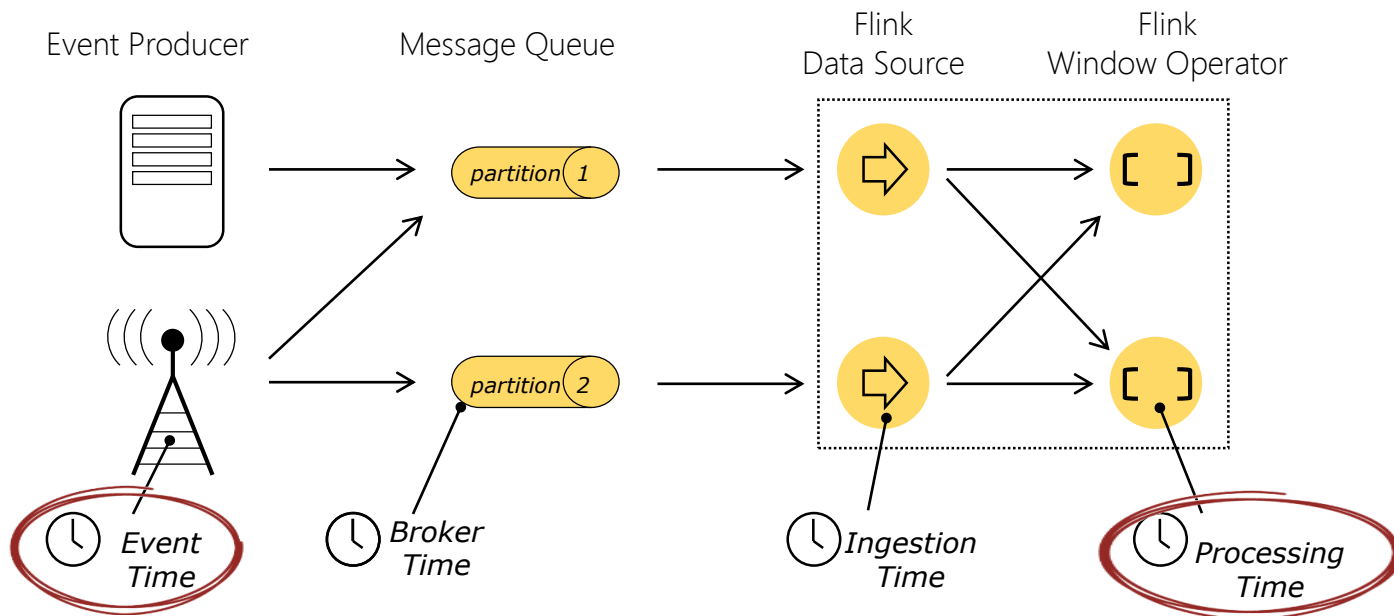 Event Producer
Message Queue
Flink
Data Source
Flink
Window Operator
partition 1
partition 2
Event
Time
Broker
Time
Ingestion
Time
Processing
Time